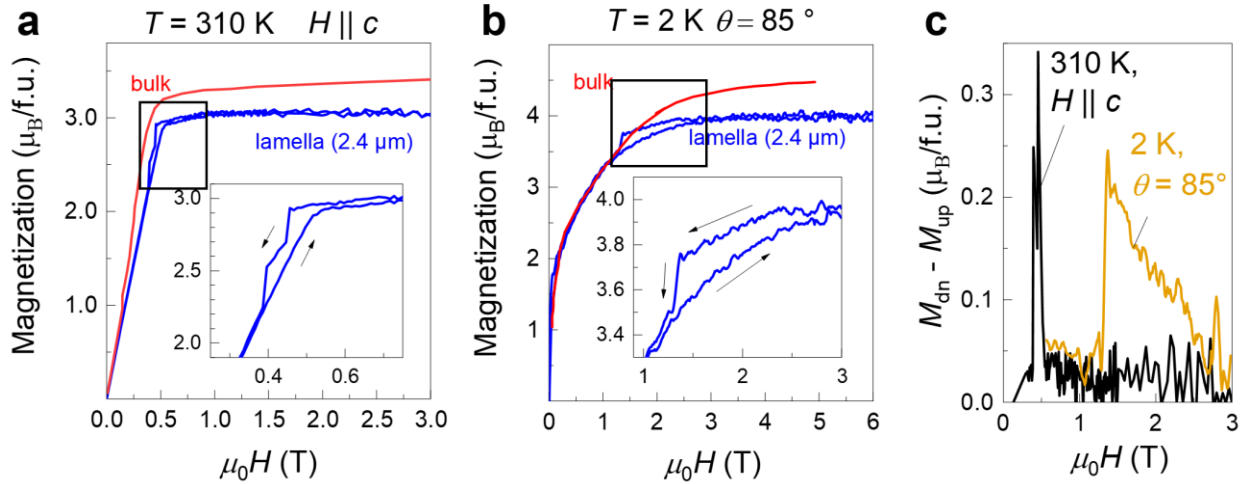 a
T = 310 K H || c
bulk
lamella (2.4 µm)
Magnetization (μB/f.u.)
3.0
2.0
1.0
0.0 0.5 1.0 1.5 2.0 2.5 3.0
μ0H (T)
3.0
2.5
2.0
0.4 0.6
b
T = 2 K θ = 85 °
bulk
lamella (2.4 µm)
Magnetization (μB/f.u.)
5
4
3
2
1
0 1 2 3 4 5 6
μ0H (T)
4.0
3.8
3.6
3.4
1 2 3
c
310 K,
H || c
2 K,
θ = 85°
Mdn - Mup (μB/f.u.)
0.3
0.2
0.1
0.0
0 1 2 3
μ0H (T)